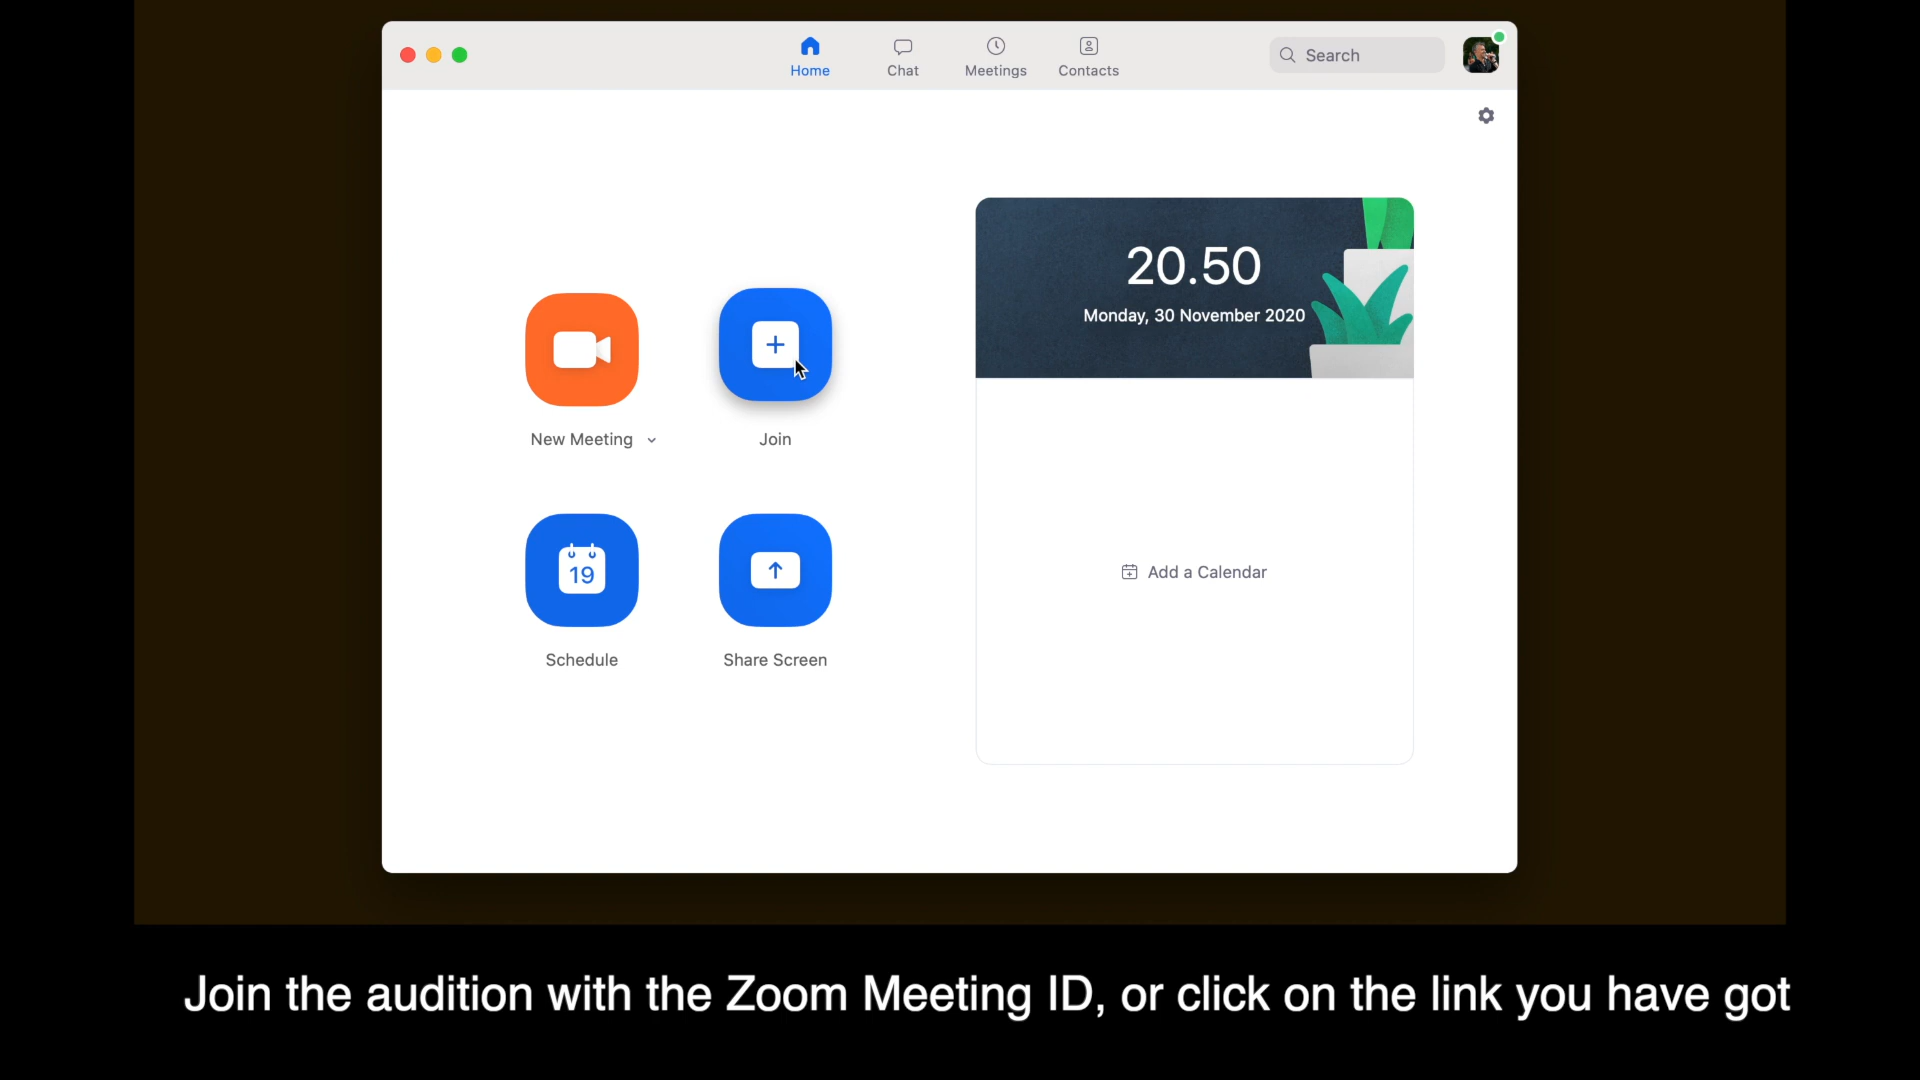 Home
Chat
Meetings
Contacts
Search
20.50
Monday, 30 November 2020
New Meeting
Join
19
Schedule
Share Screen
Add a Calendar
Join the audition with the Zoom Meeting ID, or click on the link you have got